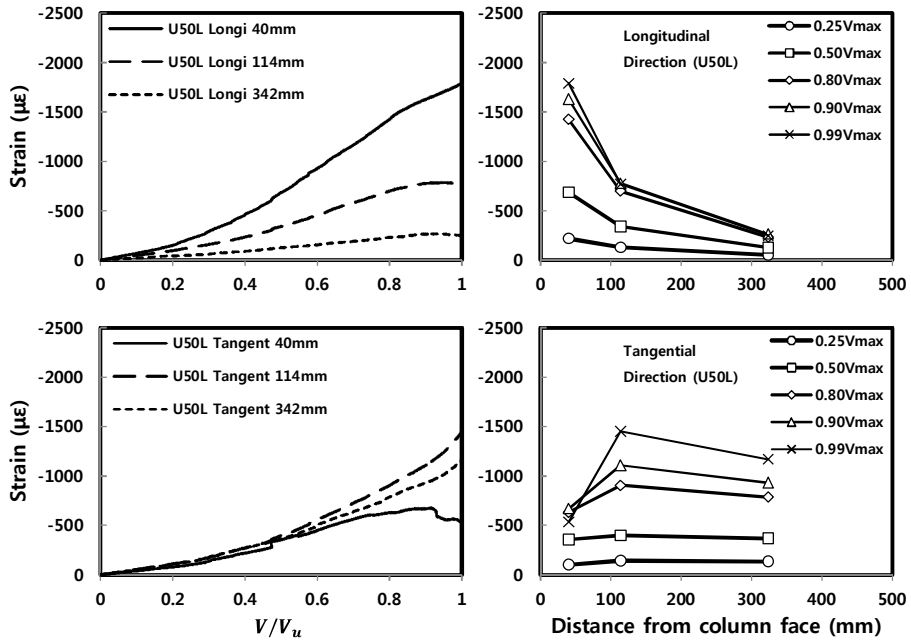 -2500
-2000
-1500
-1000
-500
0
Strain (με)
U50L Longi 40mm
U50L Longi 114mm
U50L Longi 342mm
0 0.2 0.4 0.6 0.8 1
-2500
-2000
-1500
-1000
-500
0
Longitudinal
Direction (U50L)
0.25Vmax
0.50Vmax
0.80Vmax
0.90Vmax
0.99Vmax
0 100 200 300 400 500
-2500
-2000
-1500
-1000
-500
0
Strain (με)
U50L Tangent 40mm
U50L Tangent 114mm
U50L Tangent 342mm
0 0.2 0.4 0.6 0.8 1
V/Vu
-2500
-2000
-1500
-1000
-500
0
Tangential
Direction (U50L)
0.25Vmax
0.50Vmax
0.80Vmax
0.90Vmax
0.99Vmax
0 100 200 300 400 500
Distance from column face (mm)